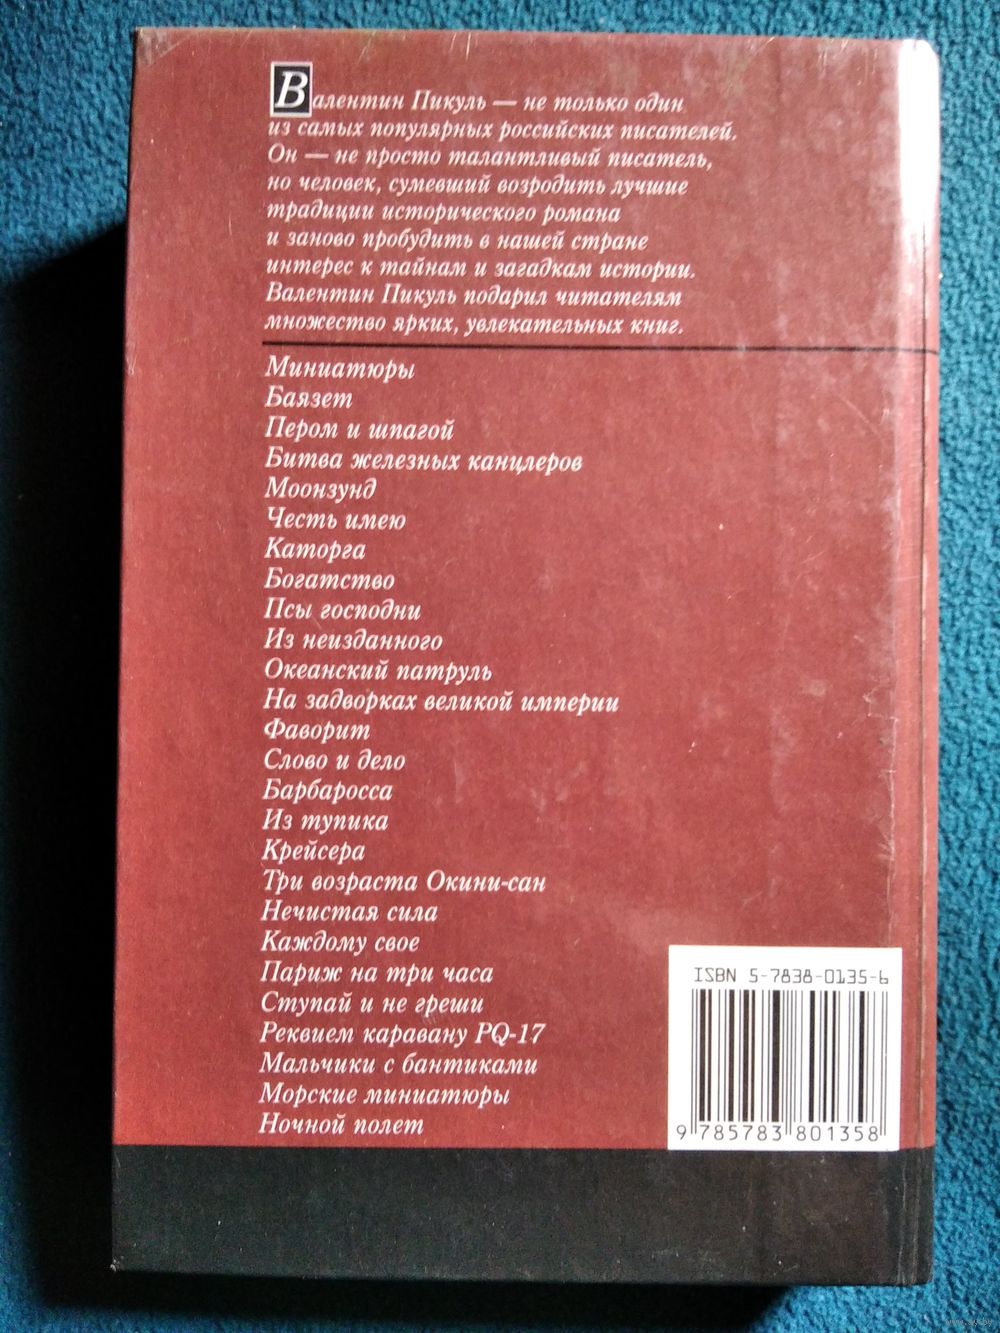 Валентин Пикуль — не только один
из самых популярных российских писателей.
Он — не просто талантливый писатель,
но человек, сумевший возродить лучшие
традиции исторического романа
и заново пробудить в нашей стране
интерес к тайнам и загадкам истории.
Валентин Пикуль подарил читателям
множество ярких, увлекательных книг.
Миниатюры
Баязет
Пером и шпагой
Битва железных канцлеров
Моонзунд
Честь имею
Каторга
Богатство
Псы господни
Из неизданного
Океанский патруль
На задворках великой империи
Фаворит
Слово и дело
Барбаросса
Из тупика
Крейсера
Три возраста Окини-сан
Нечистая сила
Каждому свое
Париж на три часа
Ступай и не греши
Реквием каравану PQ-17
Мальчики с бантиками
Морские миниатюры
Ночной полет
ISBN 5-7838-0135-6
9 785783 801358